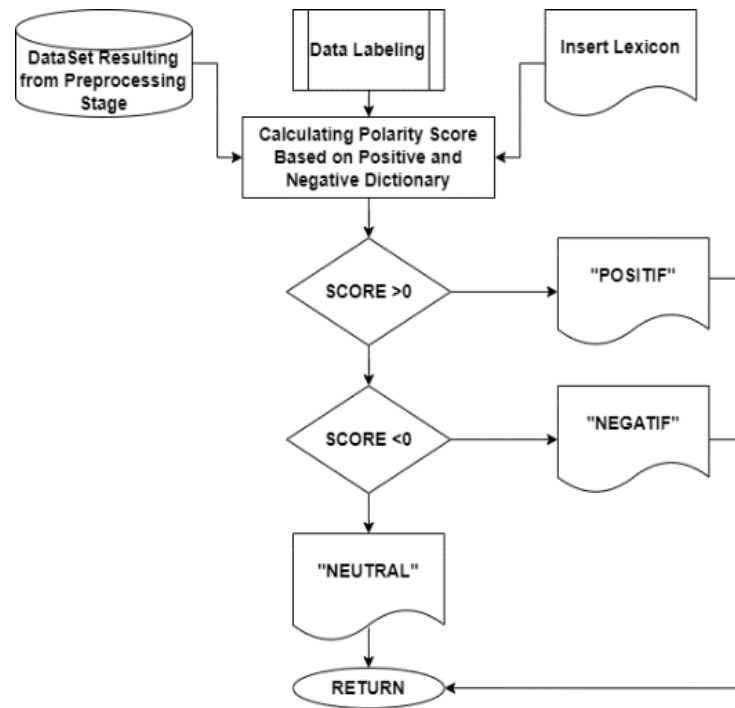 DataSet Resulting
from Preprocessing
Stage
Data Labeling
Insert Lexicon
Calculating Polarity Score
Based on Positive and
Negative Dictionary
SCORE >0
"POSITIF"
SCORE <0
"NEGATIF"
"NEUTRAL"
RETURN